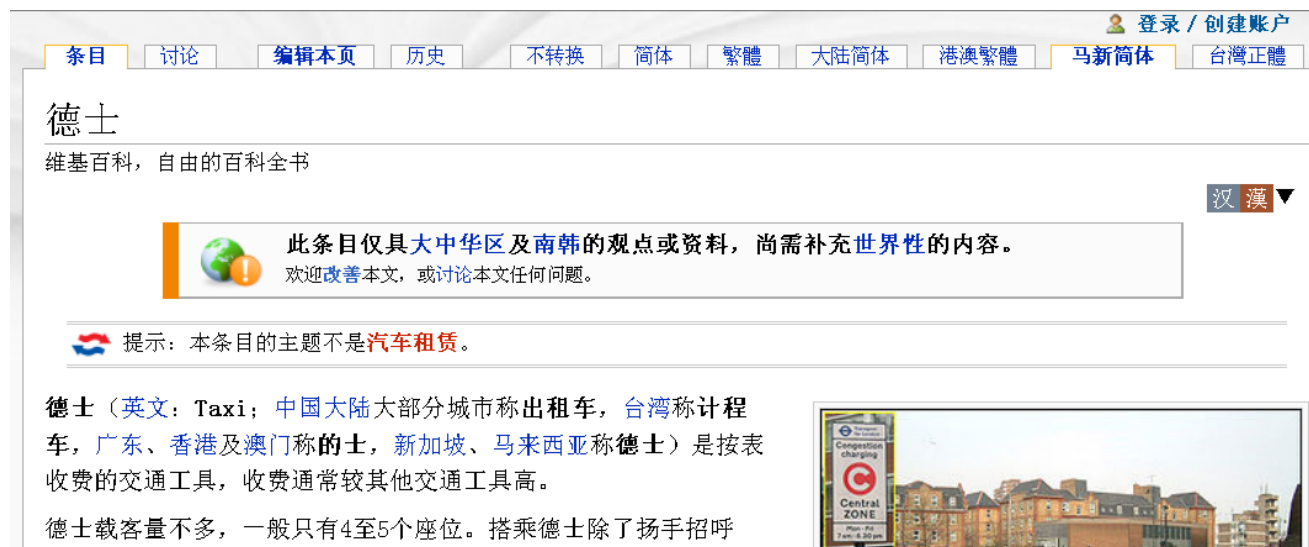 登录 / 创建账户
条目 讨论 编辑本页 历史 不转换 简体 繁體 大陆简体 港澳繁體 马新简体 台灣正體
德士
维基百科，自由的百科全书
汉 漢
此条目仅具大中华区及南韩的观点或资料，尚需补充世界性的内容。
欢迎改善本文，或讨论本文任何问题。
提示：本条目的主题不是汽车租赁。
德士（英文：Taxi；中国大陆大部分城市称出租车，台湾称计程
车，广东、香港及澳门称的士，新加坡、马来西亚称德士）是按表
收费的交通工具，收费通常较其他交通工具高。
德士载客量不多，一般只有4至5个座位。搭乘德士除了扬手招呼
Congestion
charging
C
Central
ZONE
Mon - Fri
7 am - 6.30 pm